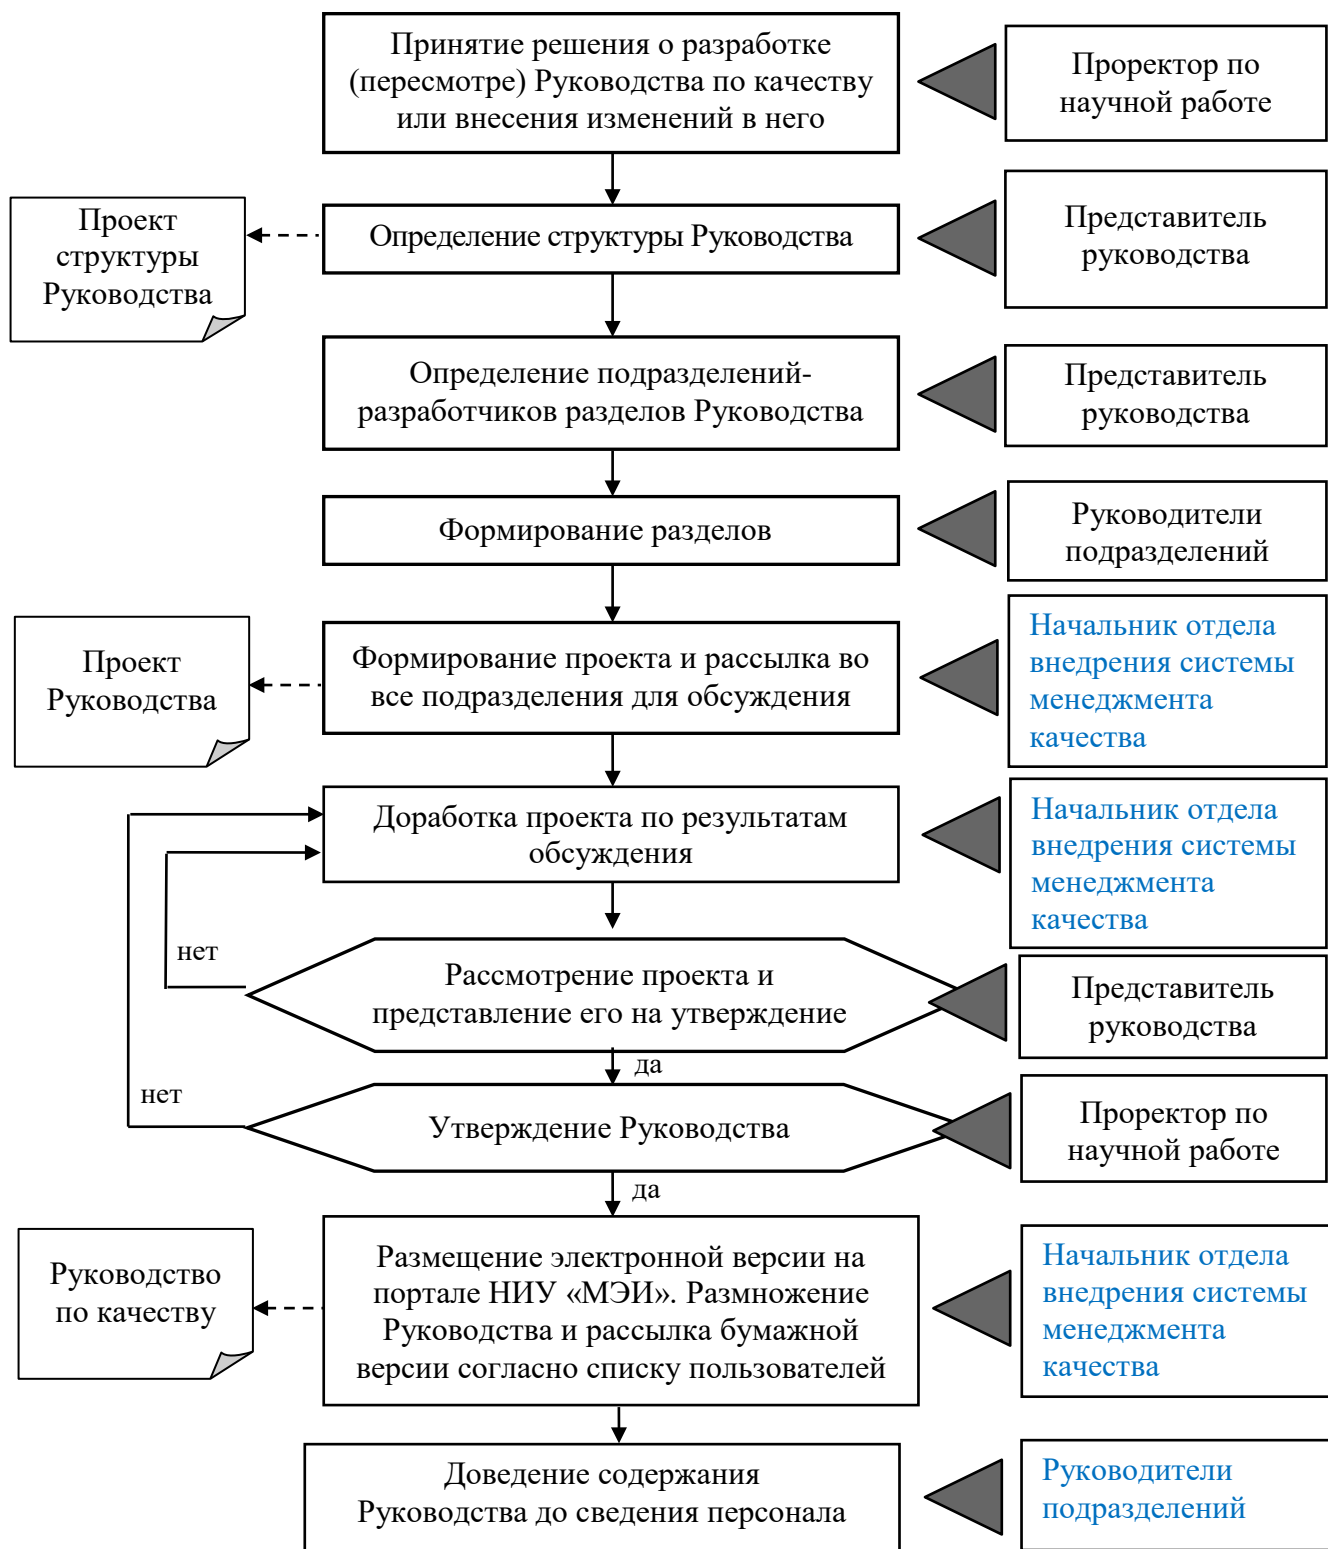 Принятие решения о разработке
(пересмотре) Руководства по качеству
или внесения изменений в него
Проректор по
научной работе
Проект
структуры
Руководства
Определение структуры Руководства
Представитель
руководства
Определение подразделений-
разработчиков разделов Руководства
Представитель
руководства
Формирование разделов
Руководители
подразделений
Проект
Руководства
Формирование проекта и рассылка во
все подразделения для обсуждения
Начальник отдела
внедрения системы
менеджмента
качества
Доработка проекта по результатам
обсуждения
Начальник отдела
внедрения системы
менеджмента
качества
нет
Рассмотрение проекта и
представление его на утверждение
Представитель
руководства
да
нет
Утверждение Руководства
Проректор по
научной работе
да
Руководство
по качеству
Размещение электронной версии на
портале НИУ «МЭИ». Размножение
Руководства и рассылка бумажной
версии согласно списку пользователей
Начальник отдела
внедрения системы
менеджмента
качества
Доведение содержания
Руководства до сведения персонала
Руководители
подразделений